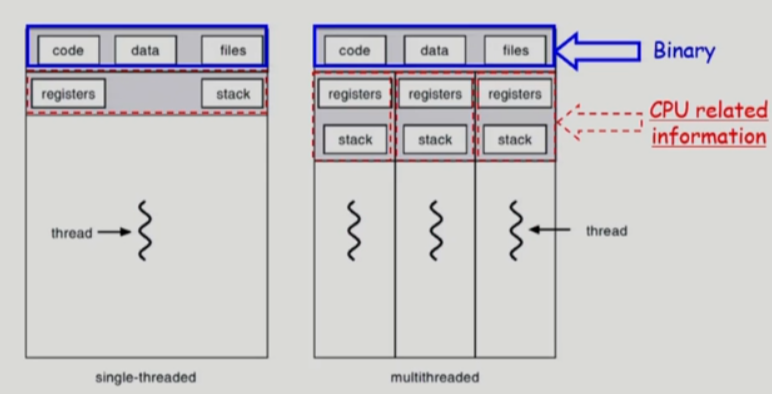 code data files
registers stack
thread
single-threaded
code data files
registers registers registers
stack stack stack
thread
multithreaded
Binary
CPU related
information